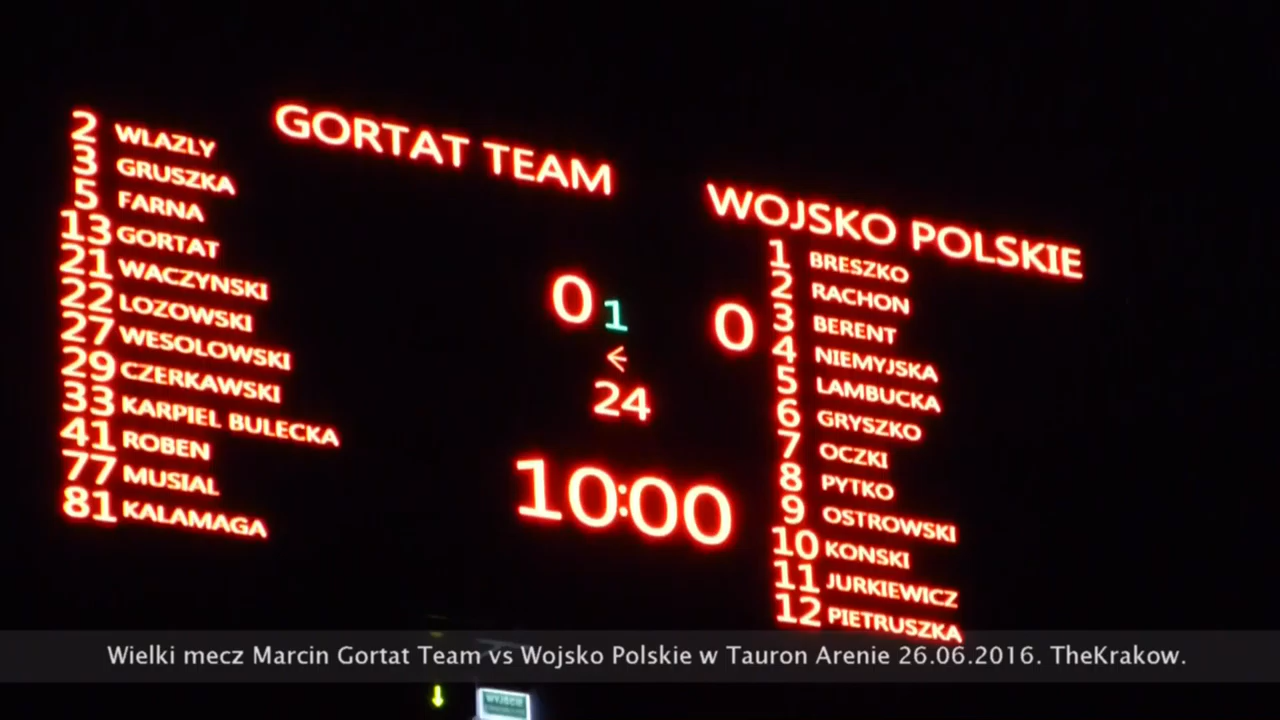 GORTAT TEAM
2 WLAZLY
3 GRUSZKA
5 FARNA
13 GORTAT
21 WACZYNSKI
22 LOZOWSKI
27 WESOLOWSKI
29 CZERKAWSKI
33 KARPIEL BULECKA
41 ROBEN
77 MUSIAL
81 KALAMAGA
0 1 0
<
24
10:00
WOJSKO POLSKIE
1 BRESZKO
2 RACHON
3 BERENT
4 NIEMYJSKA
5 LAMBUCKA
6 GRYSZKO
7 OCZKI
8 PYTKO
9 OSTROWSKI
10 KONSKI
11 JURKIEWICZ
12 PIETRUSZKA
Wielki mecz Marcin Gortat Team vs Wojsko Polskie w Tauron Arenie 26.06.2016. TheKrakow.